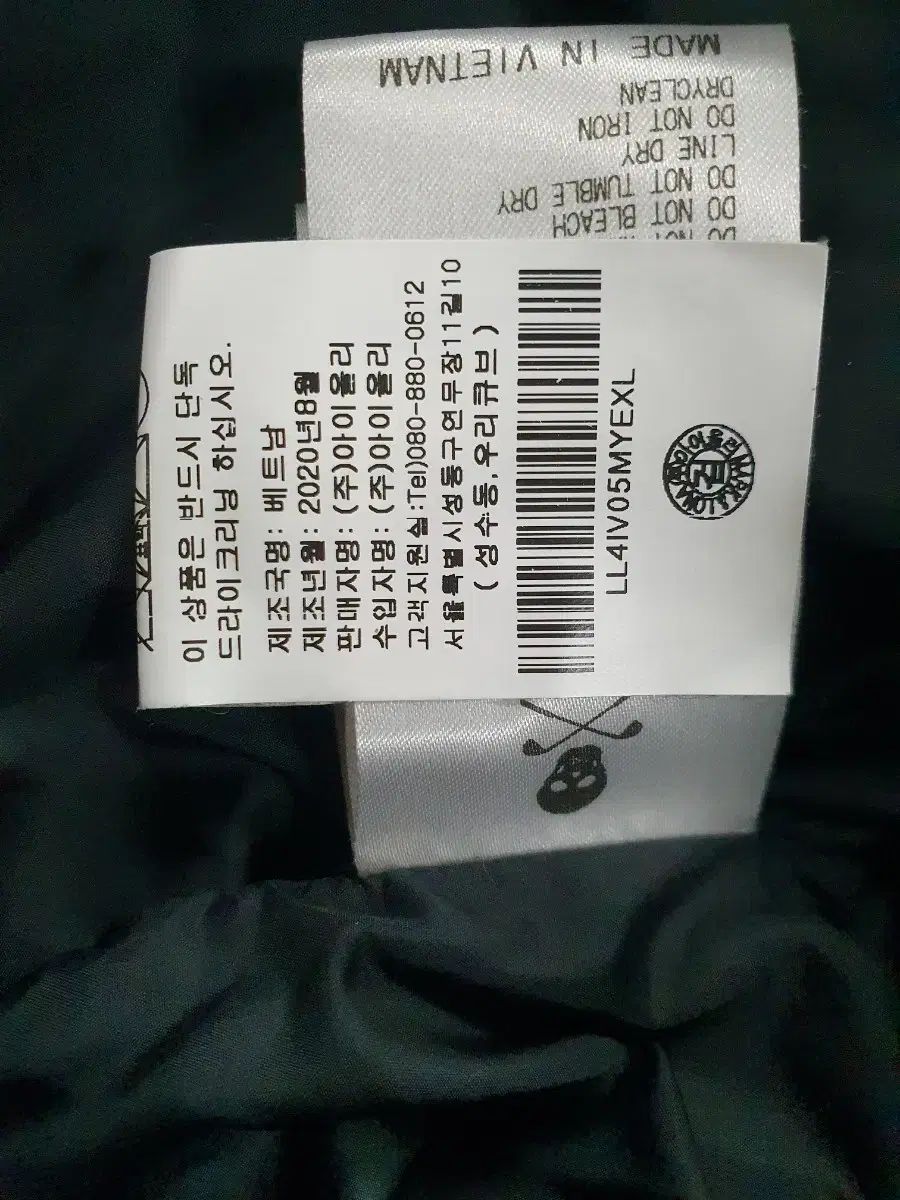 MADE IN VIETNAM
DRYCLEAN
DO NOT IRON
LINE DRY
DO NOT TUMBLE DRY
DO NOT BLEACH
이 상품은 반드시 단독
드라이크리닝 하십시오.
제조국명: 베트남
제조년월: 2020년8월
판매자명: (주)아이올리
수입자명: (주)아이올리
고객지원실:Tel)080-880-0612
서울특별시성동구연무장11길10
( 성수동,우리큐브 )
LL4IV05MYEXL